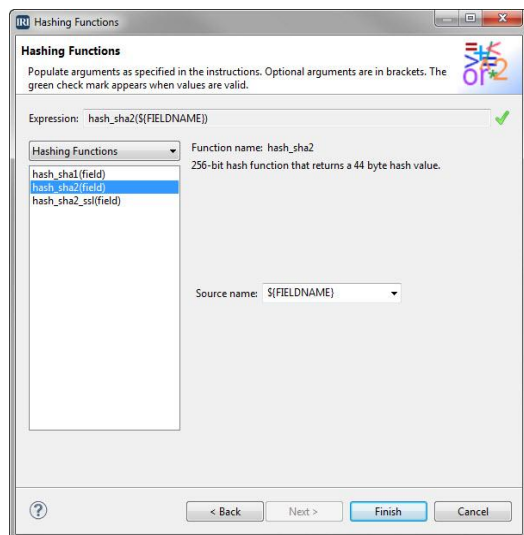 IRI Hashing Functions
Hashing Functions
Populate arguments as specified in the instructions. Optional arguments are in brackets. The
green check mark appears when values are valid.
Expression: hash_sha2(${FIELDNAME})
Hashing Functions
Function name: hash_sha2
256-bit hash function that returns a 44 byte hash value.
hash_sha1(field)
hash_sha2(field)
hash_sha2_ssl(field)
Source name: ${FIELDNAME}
?
< Back
Next >
Finish
Cancel